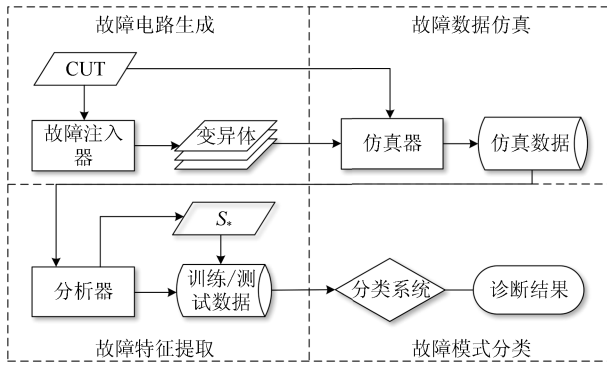 故障电路生成
故障数据仿真
CUT
故障注入
器
变异体
仿真器
仿真数据
S*
分析器
训练/测
试数据
分类系统
诊断结果
故障特征提取
故障模式分类